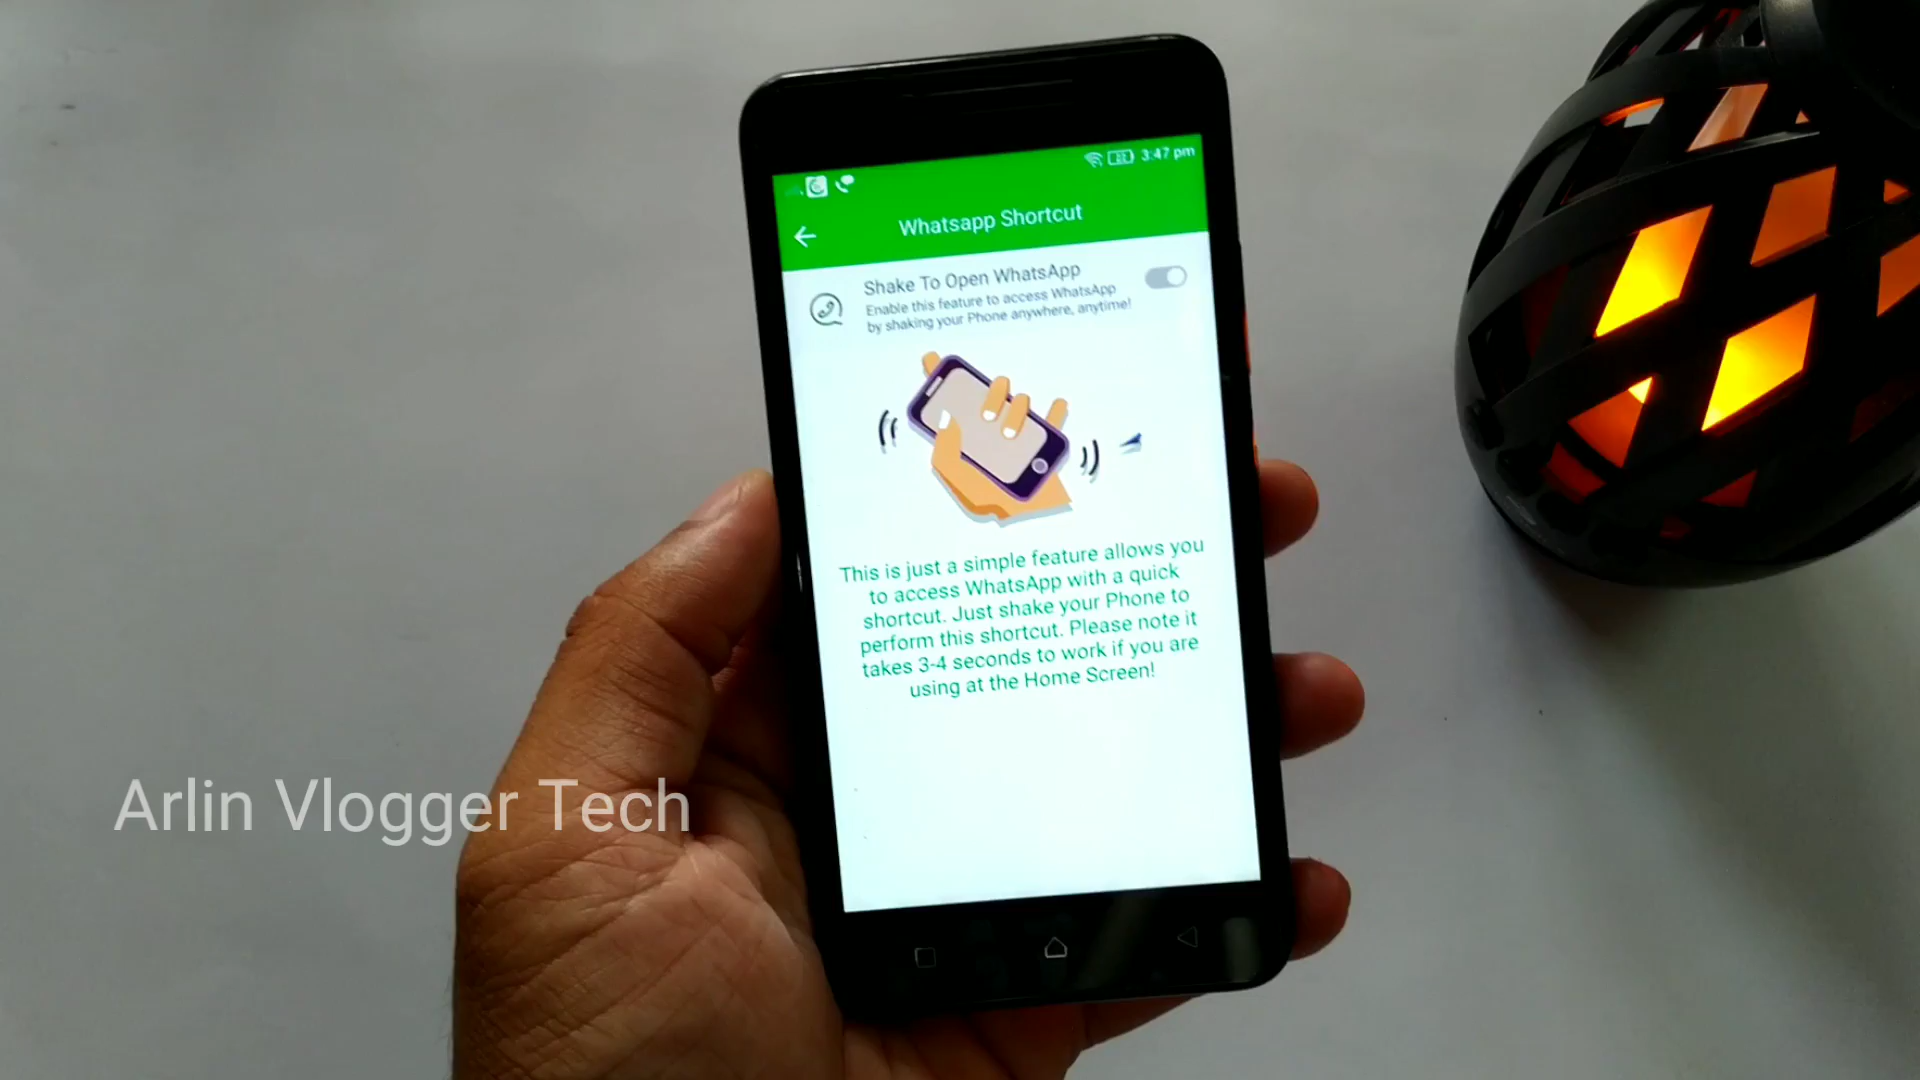 3:47 pm
Whatsapp Shortcut
Shake To Open WhatsApp
Enable this feature to access WhatsApp
by shaking your Phone anywhere, anytime!
This is just a simple feature allows you
to access WhatsApp with a quick
shortcut. Just shake your Phone to
perform this shortcut. Please note it
takes 3-4 seconds to work if you are
using at the Home Screen!
Arlin Vlogger Tech